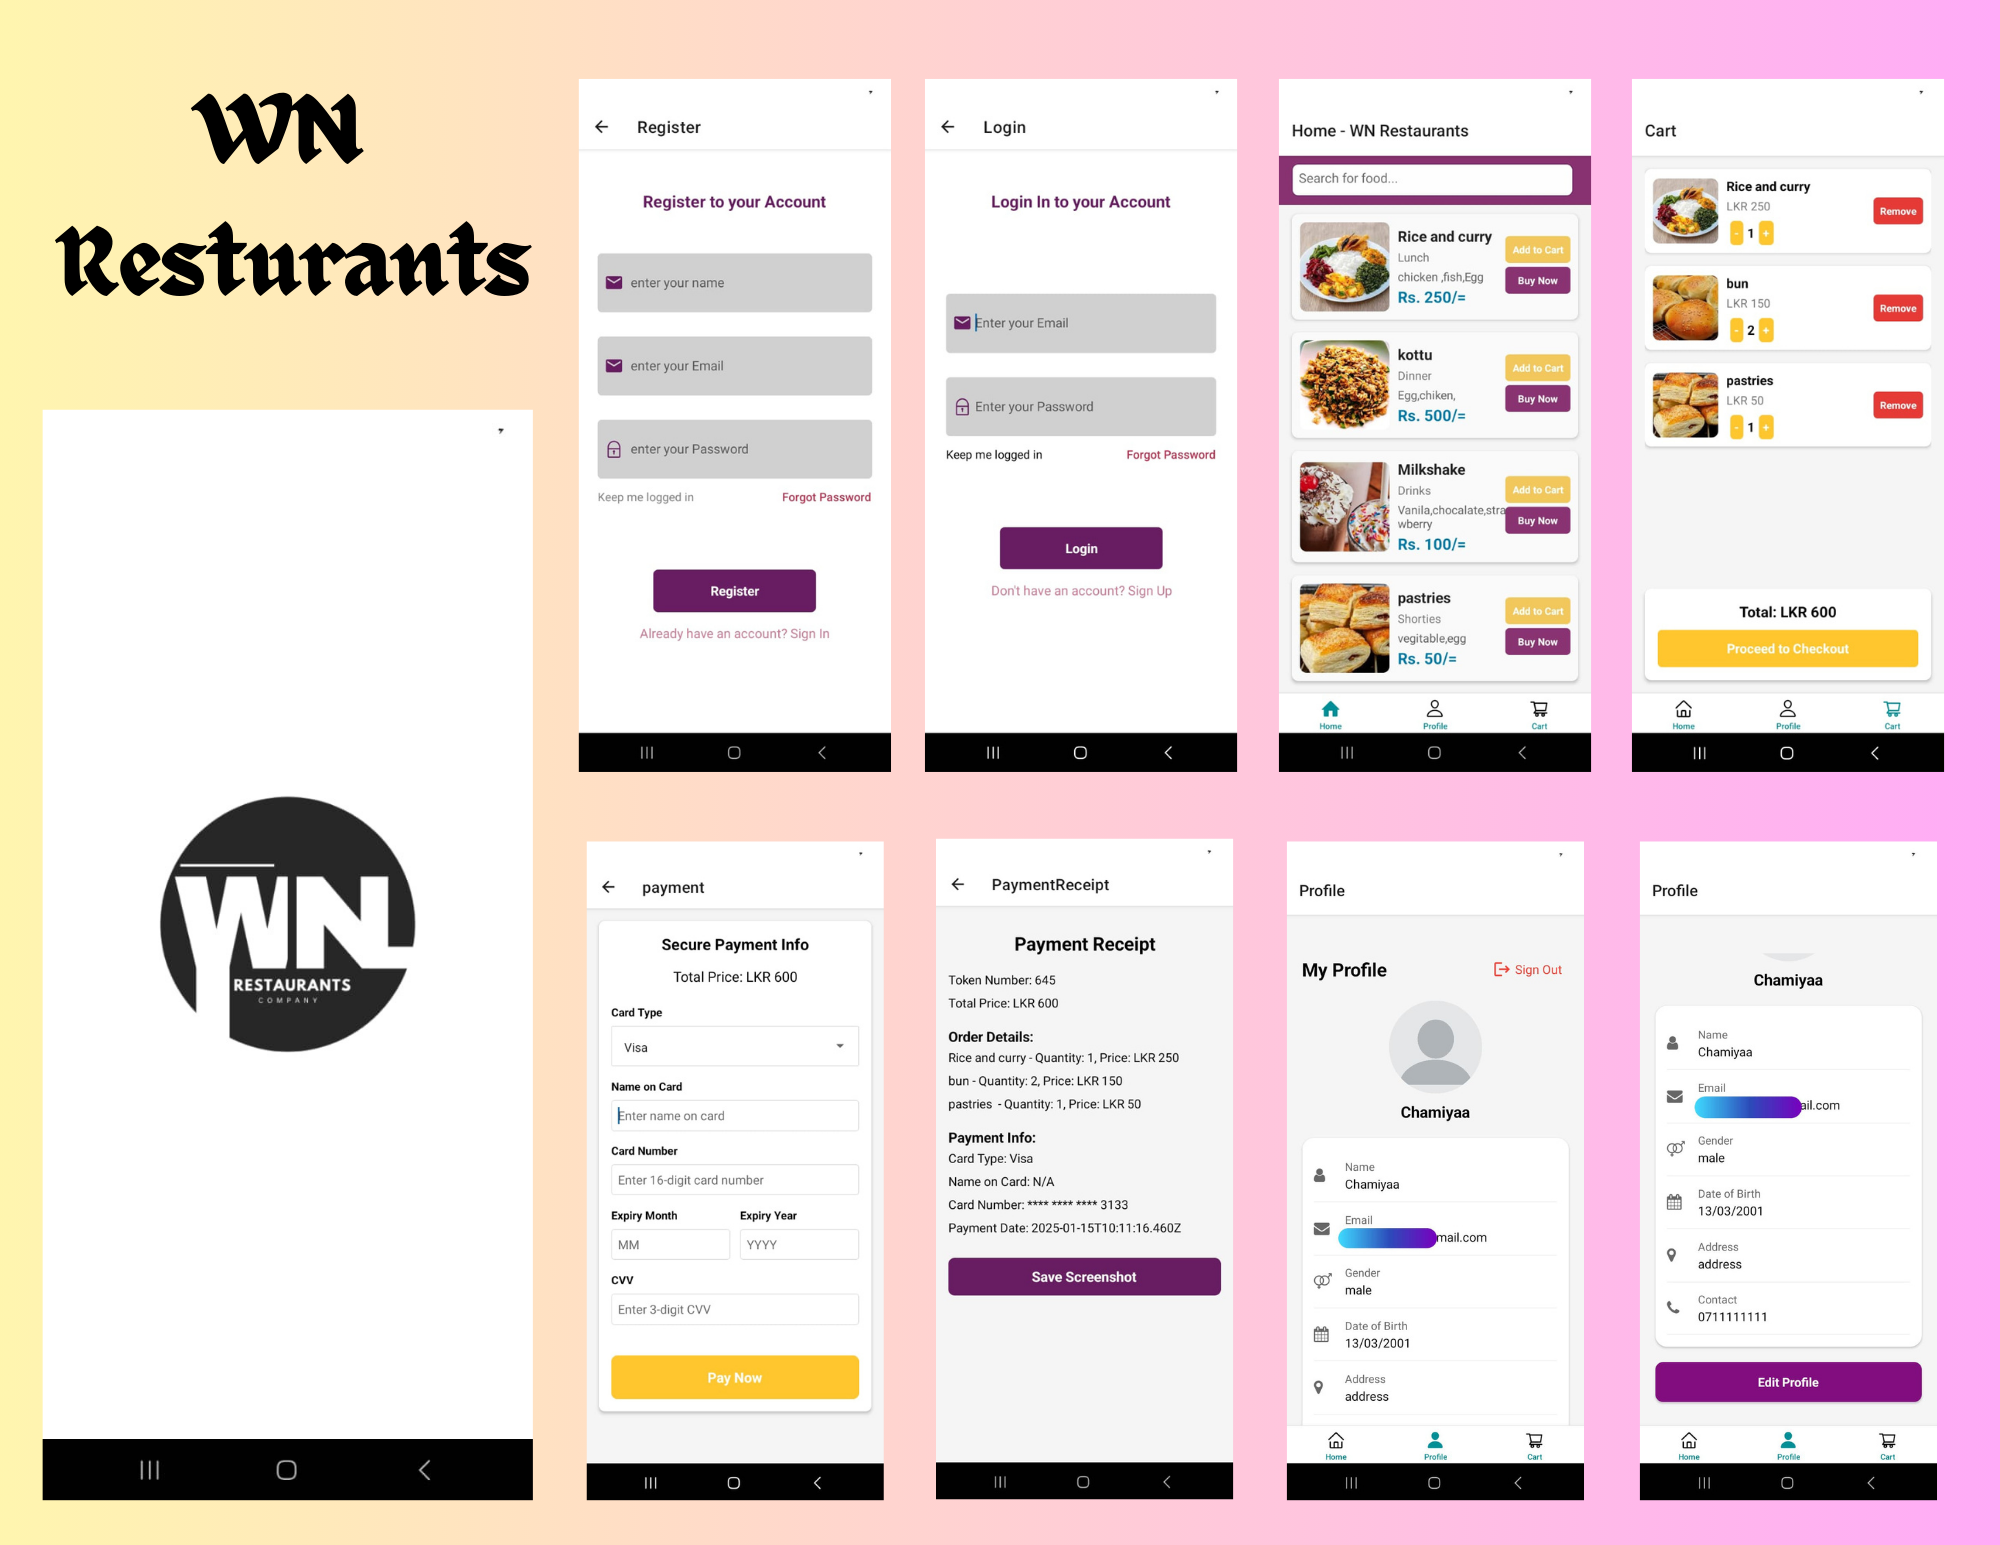 WN
Resturants
WN
RESTAURANTS
COMPANY
Register
Register to your Account
enter your name
enter your Email
enter your Password
Keep me logged in
Forgot Password
Register
Already have an account? Sign In
Login
Login In to your Account
Enter your Email
Enter your Password
Keep me logged in
Forgot Password
Login
Don't have an account? Sign Up
Home - WN Restaurants
Search for food...
Rice and curry
Lunch
chicken ,fish,Egg
Rs. 250/=
Add to Cart
Buy Now
kottu
Dinner
Egg,chiken,
Rs. 500/=
Add to Cart
Buy Now
Milkshake
Drinks
Vanila,chocalate,stra
wberry
Rs. 100/=
Add to Cart
Buy Now
pastries
Shorties
vegitable,egg
Rs. 50/=
Add to Cart
Buy Now
Home
Profile
Cart
Cart
Rice and curry
LKR 250
- 1 +
Remove
bun
LKR 150
- 2 +
Remove
pastries
LKR 50
- 1 +
Remove
Total: LKR 600
Proceed to Checkout
Home
Profile
Cart
payment
Secure Payment Info
Total Price: LKR 600
Card Type
Visa
Name on Card
Enter name on card
Card Number
Enter 16-digit card number
Expiry Month
Expiry Year
MM
YYYY
CVV
Enter 3-digit CVV
Pay Now
PaymentReceipt
Payment Receipt
Token Number: 645
Total Price: LKR 600
Order Details:
Rice and curry - Quantity: 1, Price: LKR 250
bun - Quantity: 2, Price: LKR 150
pastries - Quantity: 1, Price: LKR 50
Payment Info:
Card Type: Visa
Name on Card: N/A
Card Number: **** **** **** 3133
Payment Date: 2025-01-15T10:11:16.460Z
Save Screenshot
Profile
My Profile
Sign Out
Chamiyaa
Name
Chamiyaa
Email
mail.com
Gender
male
Date of Birth
13/03/2001
Address
address
Home
Profile
Cart
Profile
Chamiyaa
Name
Chamiyaa
Email
ail.com
Gender
male
Date of Birth
13/03/2001
Address
address
Contact
0711111111
Edit Profile
Home
Profile
Cart